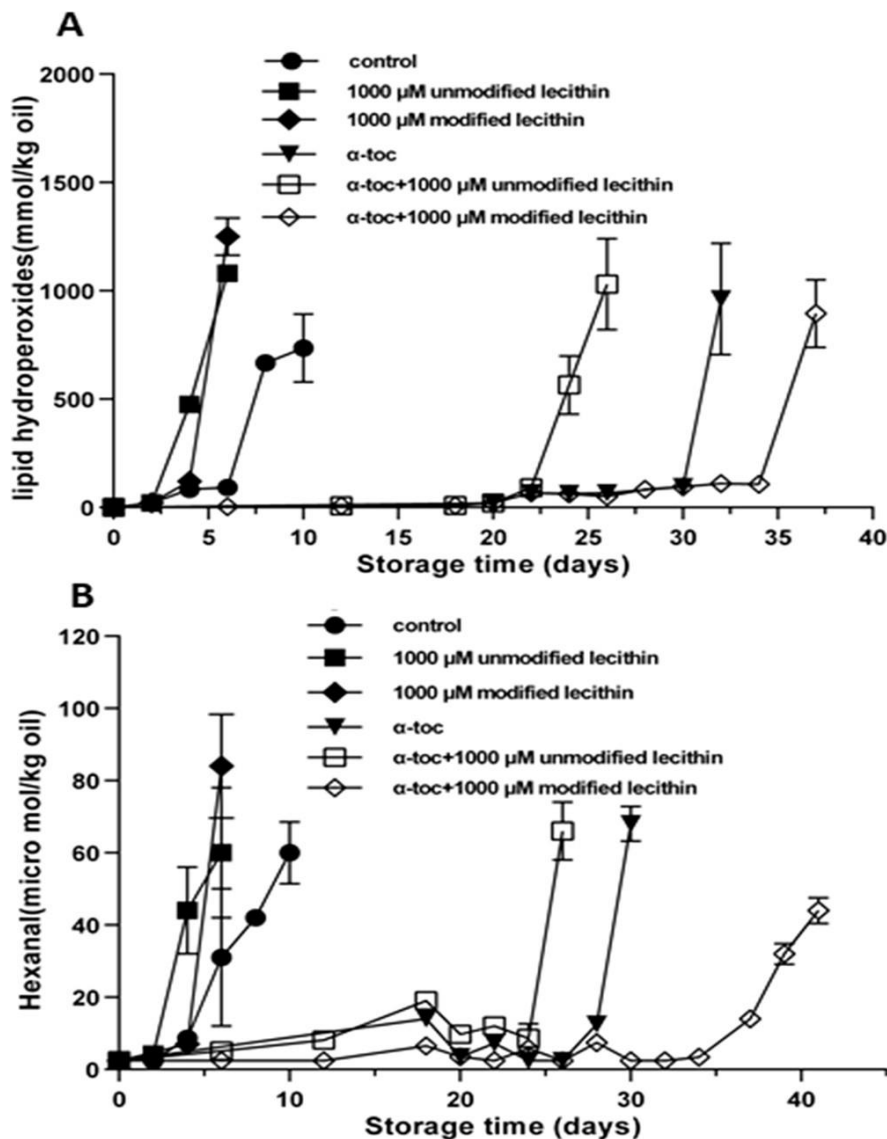 A
control
1000 µM unmodified lecithin
1000 µM modified lecithin
α-toc
α-toc+1000 µM unmodified lecithin
α-toc+1000 µM modified lecithin
lipid hydroperoxides(mmol/kg oil)
2000
1500
1000
500
0
0 5 10 15 20 25 30 35 40
Storage time (days)
B
control
1000 µM unmodified lecithin
1000 µM modified lecithin
α-toc
α-toc+1000 µM unmodified lecithin
α-toc+1000 µM modified lecithin
Hexanal(micro mol/kg oil)
120
100
80
60
40
20
0
0 10 20 30 40
Storage time (days)